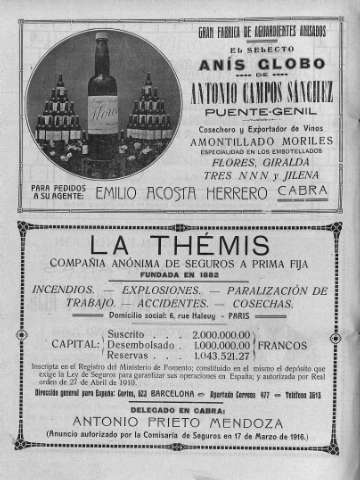 GRAN FABRICA DE AGUARDIENTES ANISADOS
EL SELECTO
ANÍS GLOBO
DE
ANTONIO CAMPOS SÁNCHEZ
PUENTE-GENIL
Cosechero y Exportador de Vinos
AMONTILLADO MORILES
ESPECIALIDAD EN LOS EMBOTELLADOS
FLORES, GIRALDA
TRES NNN y JILENA
PARA PEDIDOS
A SU AGENTE:
EMILIO ACOSTA HERRERO
CABRA
LA THÉMIS
COMPAÑIA ANÓNIMA DE SEGUROS A PRIMA FIJA
FUNDADA EN 1882
INCENDIOS. — EXPLOSIONES. — PARALIZACIÓN DE
TRABAJO. — ACCIDENTES. — COSECHAS.
Domicilio social: 6, rue Halevy - PARIS
CAPITAL:
Suscrito . . 2.000.000.00
Desembolsado . 1.000.000.00
Reservas . . 1.043.521.27
FRANCOS
Inscripta en el Registro del Ministerio de Fomento; constituido en el mismo el depósito que
exige la Ley de Seguros para garantizar sus operaciones en España; y autorizada por Real
orden de 27 de Abril de 1910.
Dirección general para España: Cortes, 623 BARCELONA — Apartado Correos 477 — Teléfono 3615
DELEGADO EN CABRA:
ANTONIO PRIETO MENDOZA
(Anuncio autorizado por la Comisaría de Seguros en 17 de Marzo de 1916.)